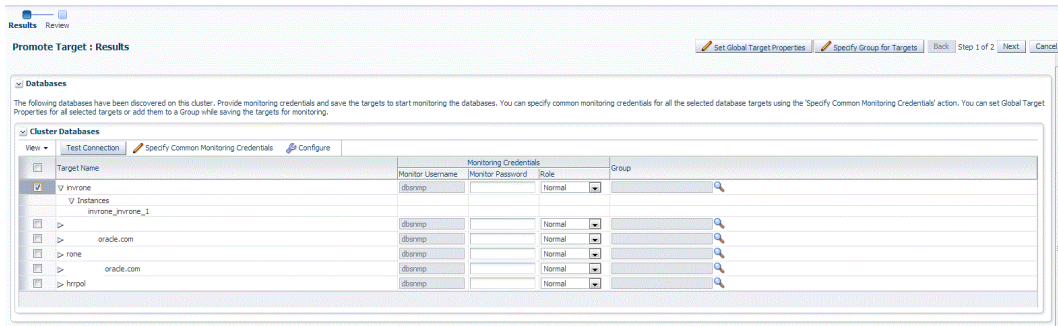 Results Review
Promote Target : Results
Set Global Target Properties Specify Group for Targets Back Step 1 of 2 Next Cancel
Databases
The following databases have been discovered on this cluster. Provide monitoring credentials and save the targets to start monitoring the databases. You can specify common monitoring credentials for all the selected database targets using the 'Specify Common Monitoring Credentials' action. You can set Global Target
Properties for all selected targets or add them to a Group while saving the targets for monitoring.
Cluster Databases
View Test Connection Specify Common Monitoring Credentials Configure
Target Name Monitoring Credentials Group
Monitor Username Monitor Password Role
invrone dbsnmp Normal
Instances
invrone_invrone_1
dbsnmp Normal
oracle.com dbsnmp Normal
rone dbsnmp Normal
oracle.com dbsnmp Normal
hrrpol dbsnmp Normal